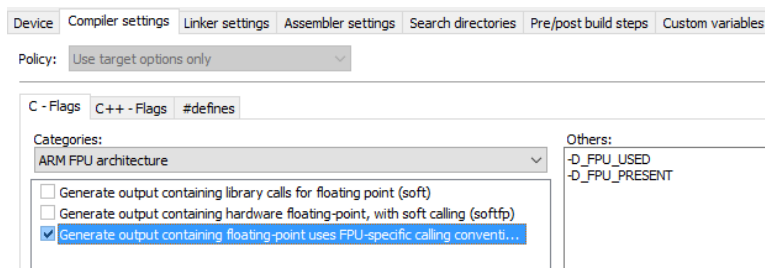 Device Compiler settings Linker settings Assembler settings Search directories Pre/post build steps Custom variables
Policy: Use target options only
C - Flags C++ - Flags #defines
Categories:
ARM FPU architecture
Generate output containing library calls for floating point (soft)
Generate output containing hardware floating-point, with soft calling (softfp)
Generate output containing floating-point uses FPU-specific calling conventi...
Others:
-D_FPU_USED
-D_FPU_PRESENT